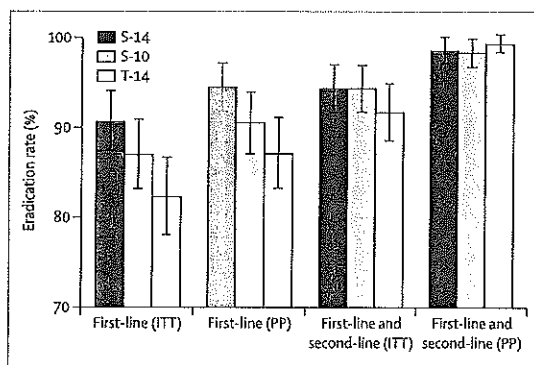 100
90
80
70
Eradication rate (%)
S-14
S-10
T-14
First-line (ITT)
First-line (PP)
First-line and
second-line (ITT)
First-line and
second-line (PP)